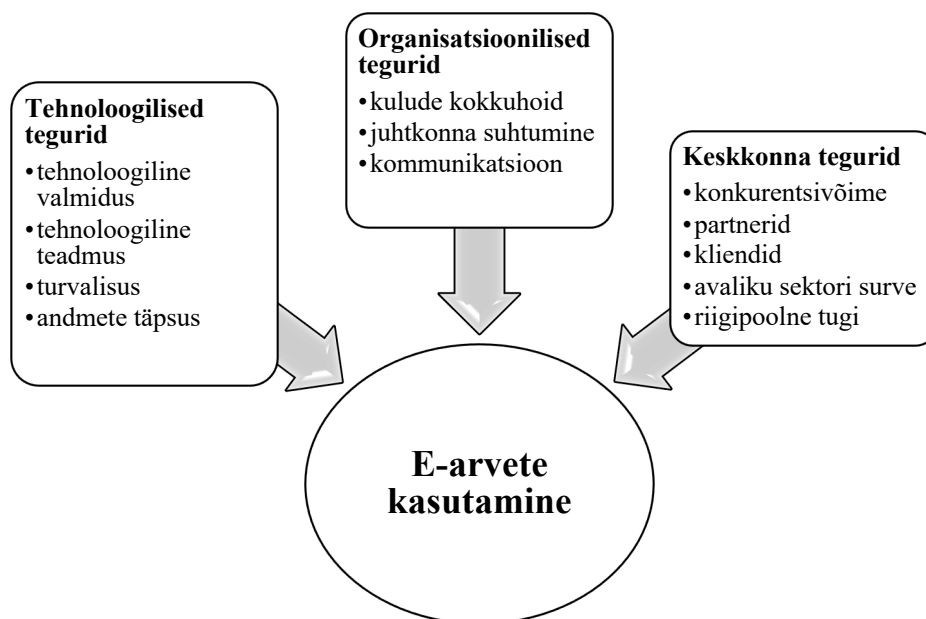 Tehnoloogilised
tegurid
•tehnoloogiline
valmidus
•tehnoloogiline
teadmus
•turvalisus
•andmete täpsus
Organisatsioonilised
tegurid
•kulude kokkuhoid
•juhtkonna suhtumine
•kommunikatsioon
Keskkonna tegurid
•konkurentsivõime
•partnerid
•kliendid
•avaliku sektori surve
•riigipoolne tugi
E-arvete
kasutamine